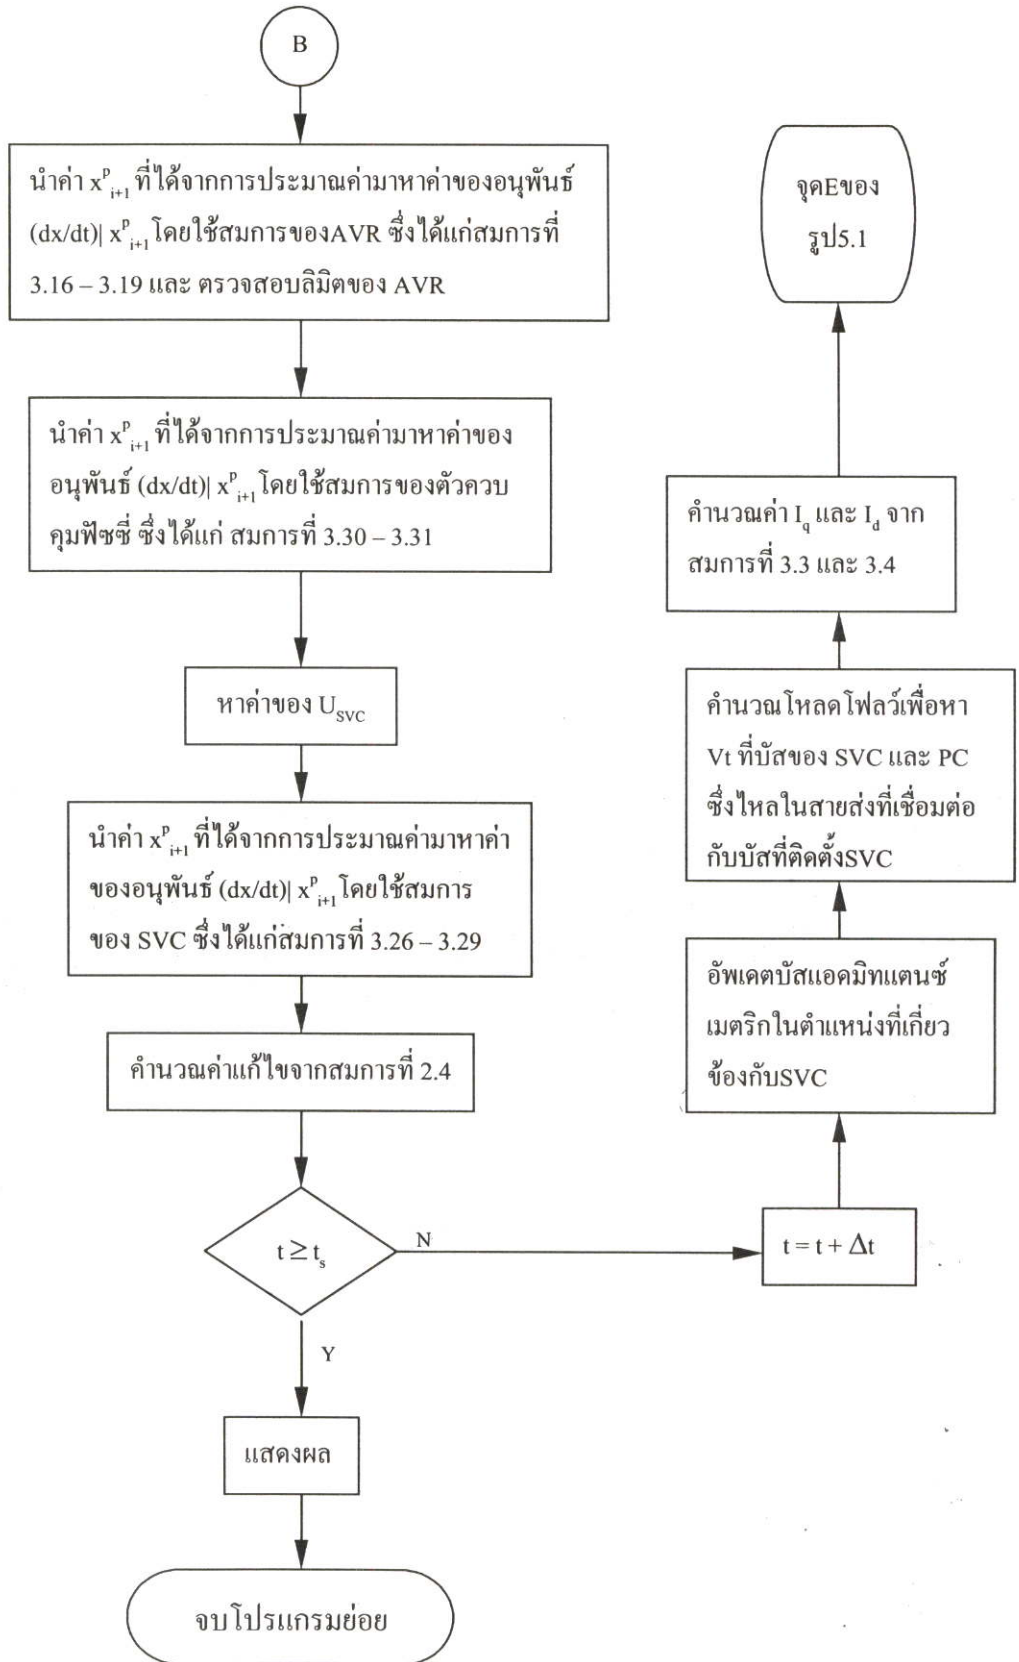 B
นำค่า x^p_{i+1} ที่ได้จากการประมาณค่ามาหาค่าของอนุพันธ์
(dx/dt)| x^p_{i+1} โดยใช้สมการของAVR ซึ่งได้แก่สมการที่
3.16 – 3.19 และ ตรวจสอบลิมิตของ AVR
นำค่า x^p_{i+1} ที่ได้จากการประมาณค่ามาหาค่าของ
อนุพันธ์ (dx/dt)| x^p_{i+1} โดยใช้สมการของตัวควบ
คุมฟัซซี่ ซึ่งได้แก่ สมการที่ 3.30 – 3.31
หาค่าของ U_{SVC}
นำค่า x^p_{i+1} ที่ได้จากการประมาณค่ามาหาค่า
ของอนุพันธ์ (dx/dt)| x^p_{i+1} โดยใช้สมการ
ของ SVC ซึ่งได้แก่สมการที่ 3.26 – 3.29
คำนวณค่าแก้ไขจากสมการที่ 2.4
t ≥ t_s
N
Y
แสดงผล
จบโปรแกรมย่อย
t = t + Δt
อัพเดตบัสแอดมิทแตนซ์
เมตริกในตำแหน่งที่เกี่ยว
ข้องกับSVC
คำนวณโหลดโฟลว์เพื่อหา
Vt ที่บัสของ SVC และ PC
ซึ่งไหลในสายส่งที่เชื่อมต่อ
กับบัสที่ติดตั้งSVC
คำนวณค่า I_q และ I_d จาก
สมการที่ 3.3 และ 3.4
จุดEของ
รูป5.1